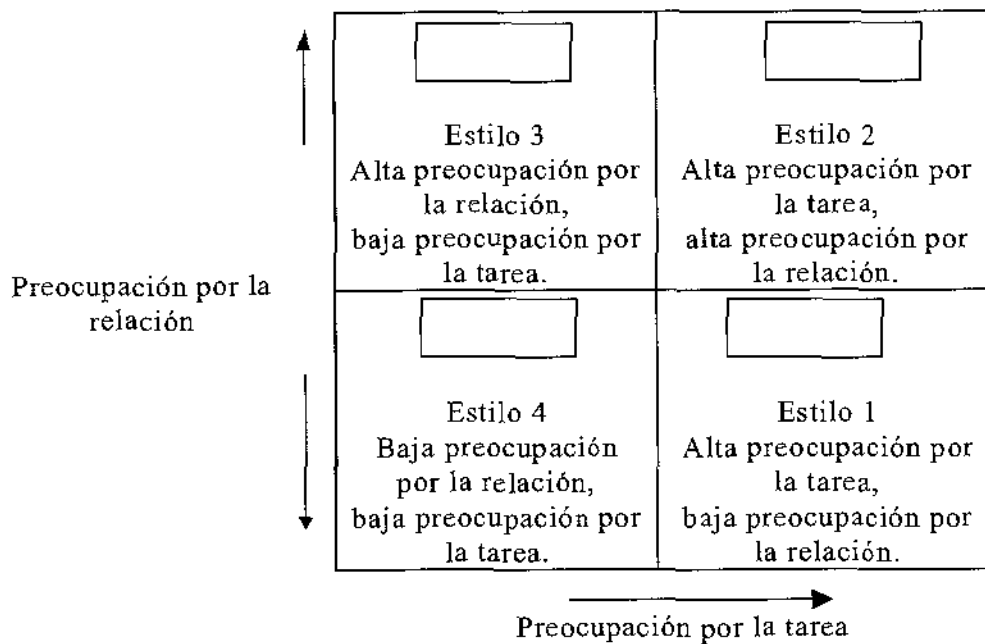 Estilo 3
Alta preocupación por
la relación,
baja preocupación por
la tarea.
Estilo 2
Alta preocupación por
la tarea,
alta preocupación por
la relación.
Preocupación por la
relación
Estilo 4
Baja preocupación
por la relación,
baja preocupación por
la tarea.
Estilo 1
Alta preocupación por
la tarea,
baja preocupación por
la relación.
Preocupación por la tarea